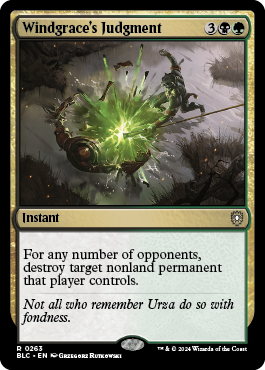 Windgrace's Judgment 3
Instant
For any number of opponents,
destroy target nonland permanent
that player controls.
Not all who remember Urza do so with
fondness.
R 0263
BLC • EN Grzegorz Rutkowski
™ & © 2024 Wizards of the Coast